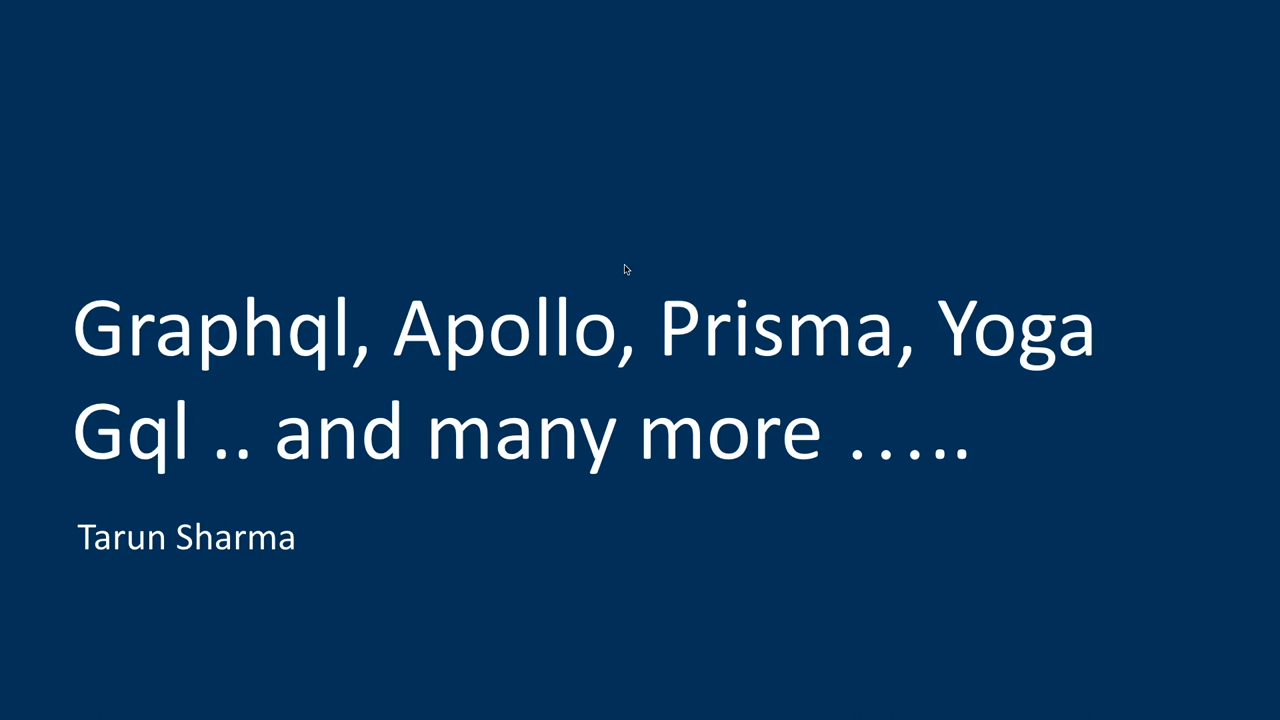 Graphql, Apollo, Prisma, Yoga
Gql .. and many more …..
Tarun Sharma